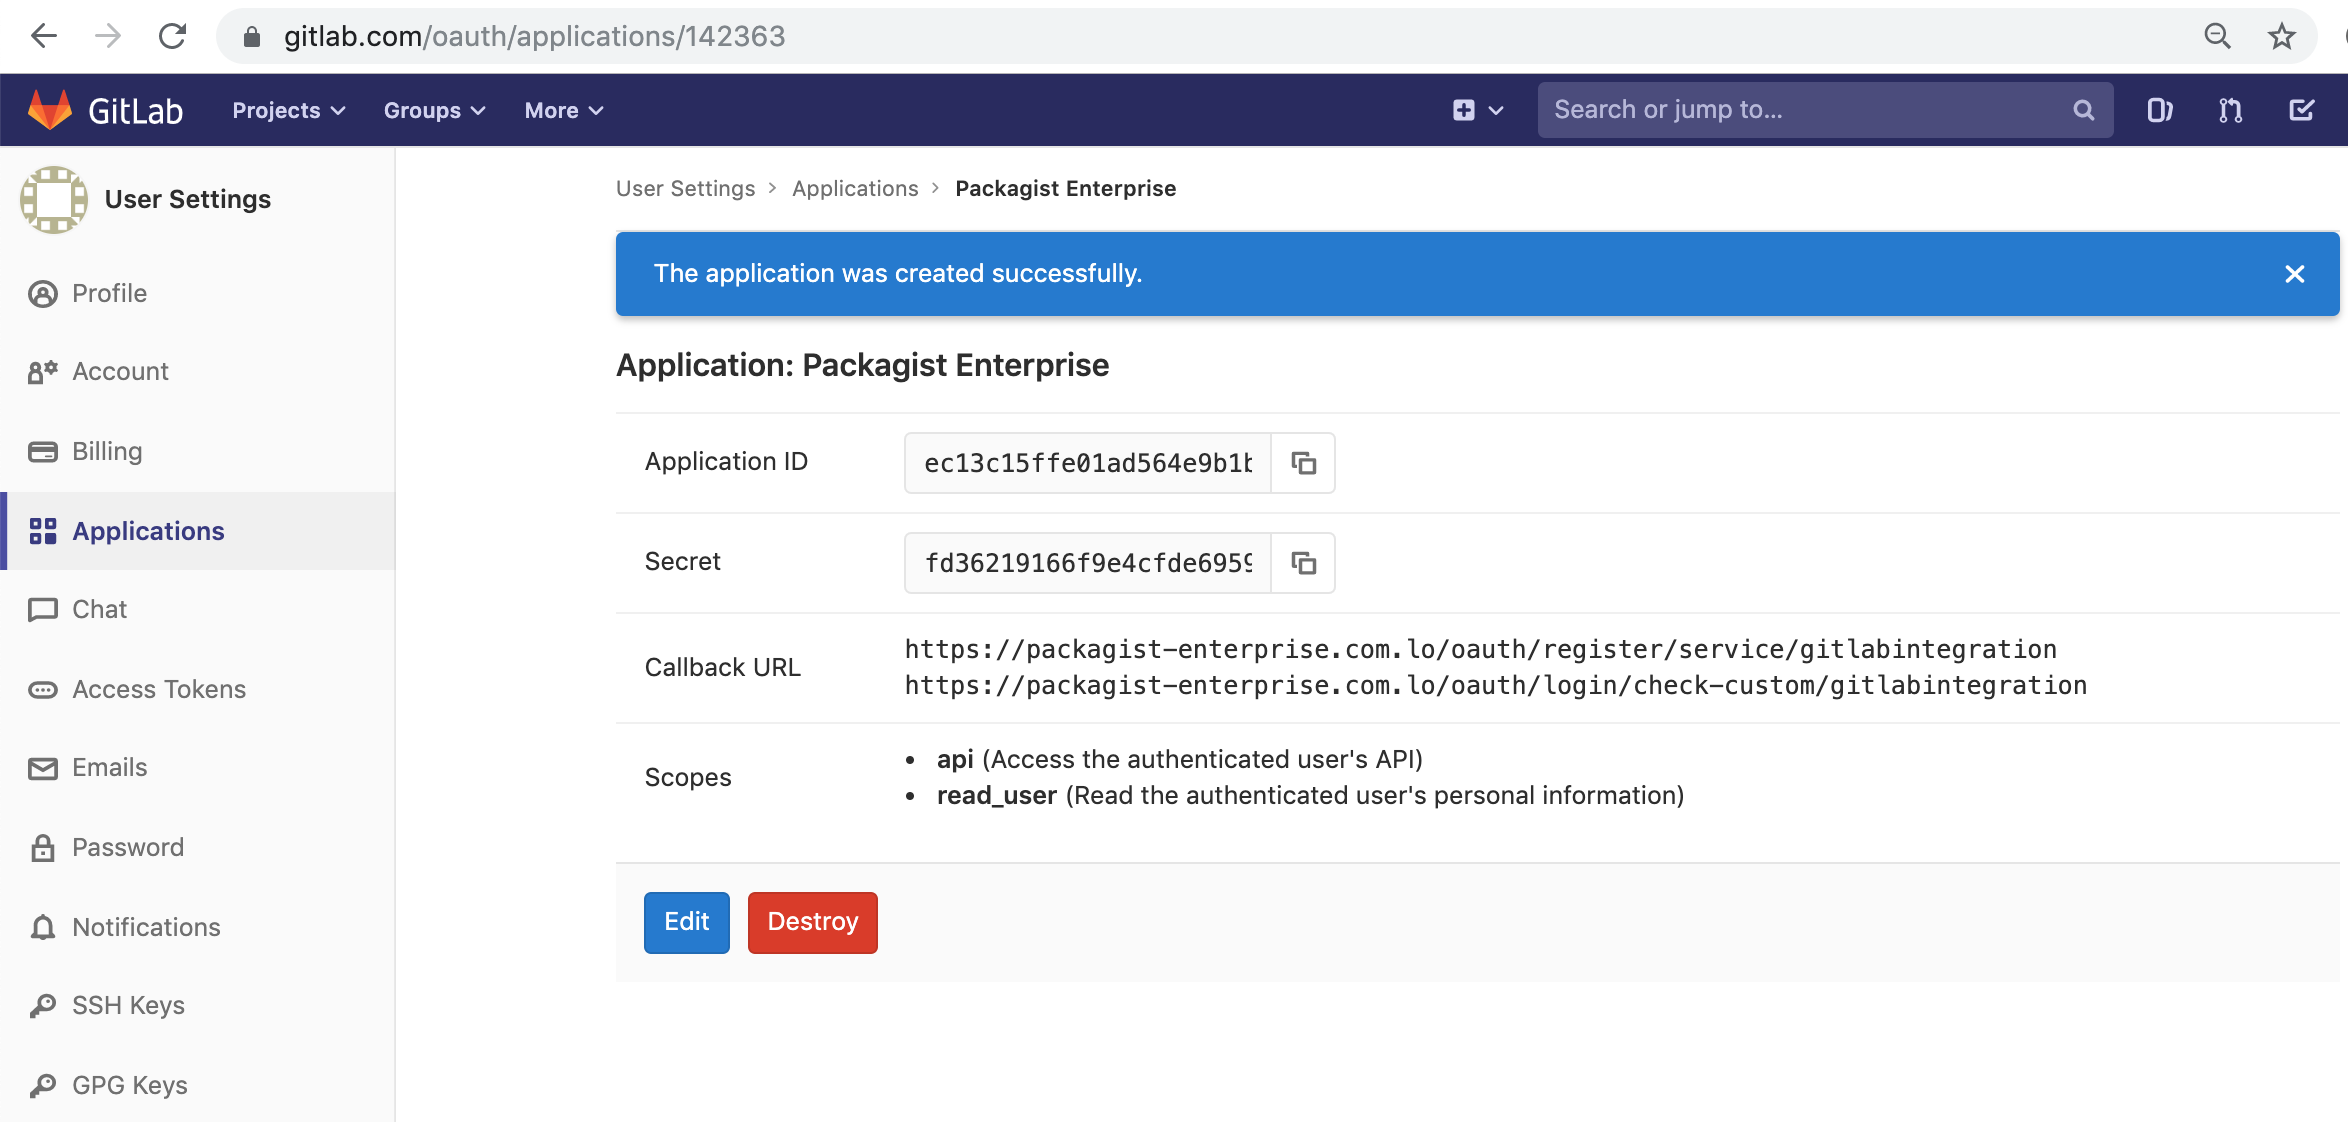 gitlab.com/oauth/applications/142363
GitLab Projects Groups More Search or jump to...
User Settings
Profile
Account
Billing
Applications
Chat
Access Tokens
Emails
Password
Notifications
SSH Keys
GPG Keys
User Settings > Applications > Packagist Enterprise
The application was created successfully.
Application: Packagist Enterprise
Application ID ec13c15ffe01ad564e9b1b
Secret fd36219166f9e4cfde6959
Callback URL
https://packagist-enterprise.com.lo/oauth/register/service/gitlabintegration
https://packagist-enterprise.com.lo/oauth/login/check-custom/gitlabintegration
Scopes
• api (Access the authenticated user's API)
• read_user (Read the authenticated user's personal information)
Edit Destroy